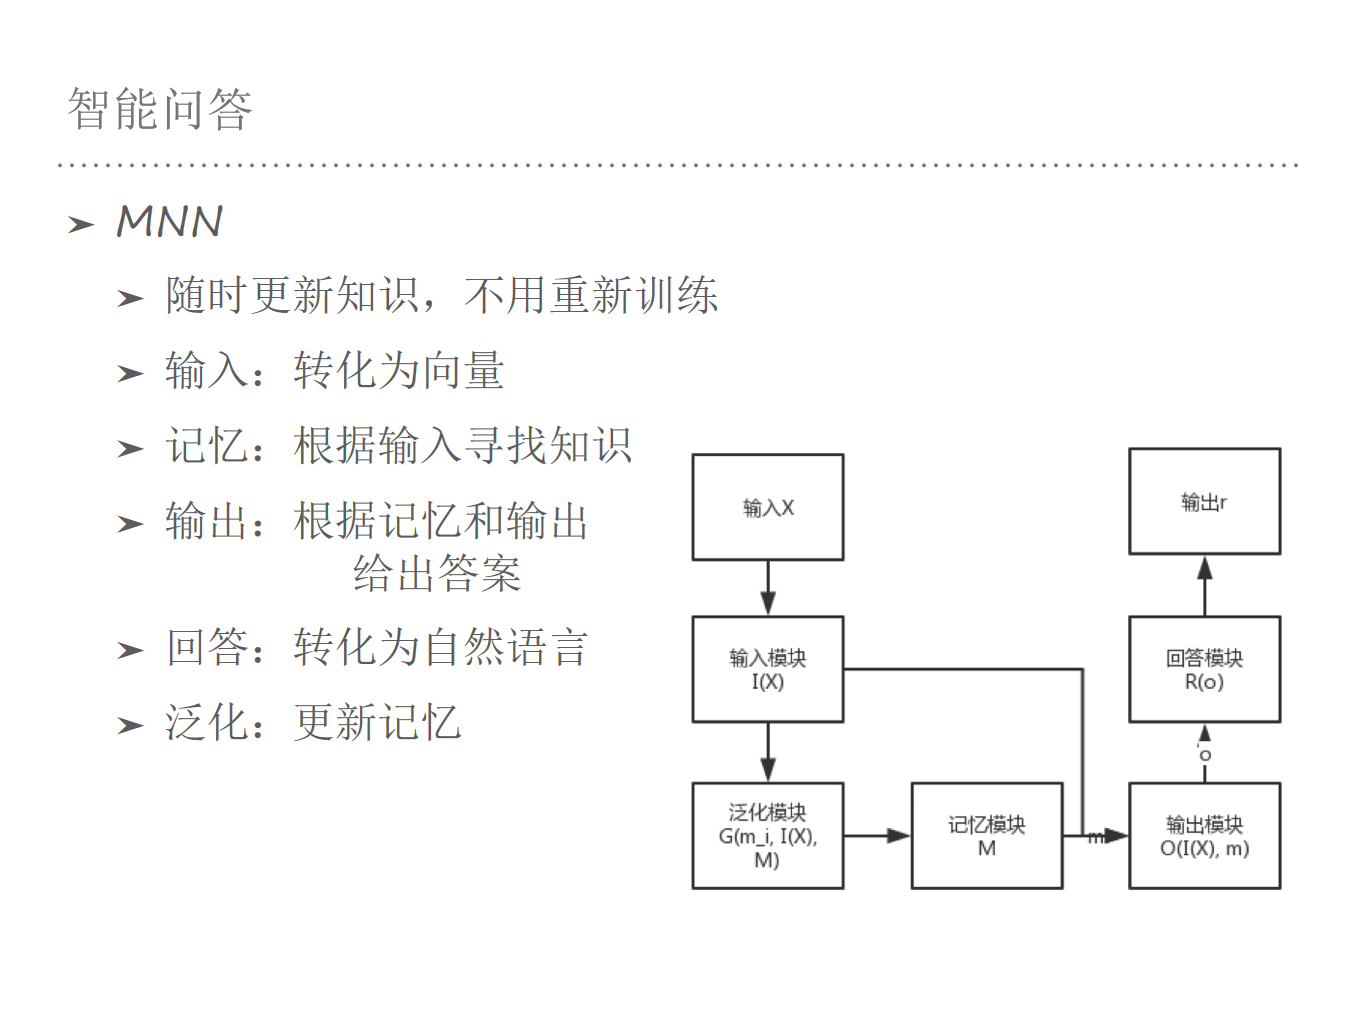 智能问答
➤ MNN
➤ 随时更新知识，不用重新训练
➤ 输入：转化为向量
➤ 记忆：根据输入寻找知识
➤ 输出：根据记忆和输出
给出答案
➤ 回答：转化为自然语言
➤ 泛化：更新记忆
输入X
输入模块
I(X)
泛化模块
G(m_i, I(X),
M)
记忆模块
M
m
输出模块
O(I(X), m)
o
回答模块
R(o)
输出r